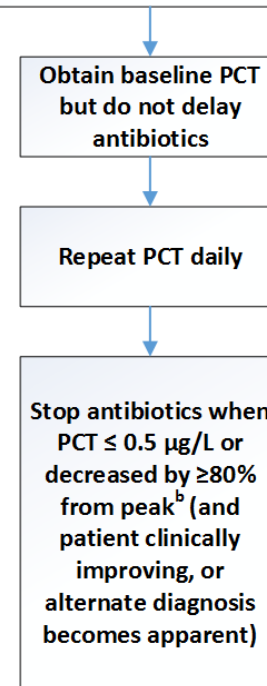 Obtain baseline PCT
but do not delay
antibiotics
Repeat PCT daily
Stop antibiotics when
PCT ≤ 0.5 µg/L or
decreased by ≥80%
from peakᵇ (and
patient clinically
improving, or
alternate diagnosis
becomes apparent)